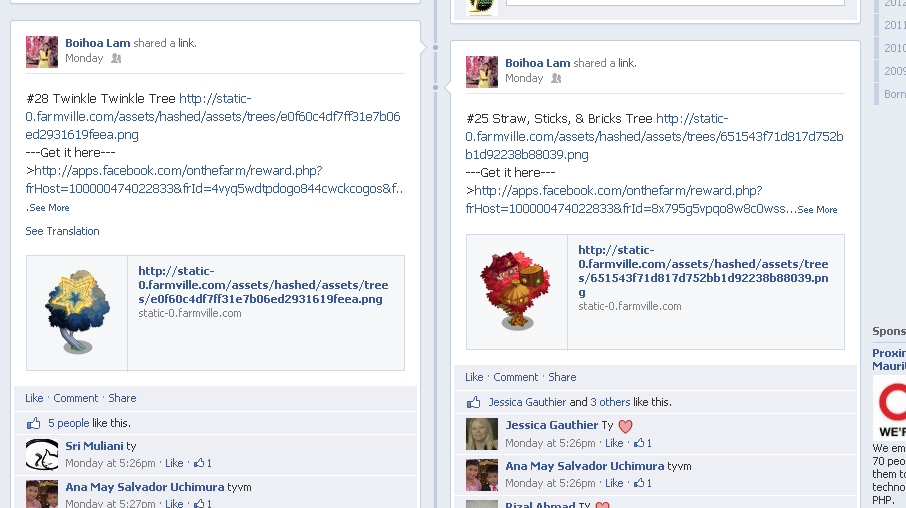 Boihoa Lam shared a link.
Monday
#28 Twinkle Twinkle Tree http://static-
0.farmville.com/assets/hashed/assets/trees/e0f60c4df7ff31e7b06
ed2931619feea.png
---Get it here---
>http://apps.facebook.com/onthefarm/reward.php?
frHost=100000474022833&frId=4vyq5wdtpdogo844cwckcogos&f..
.See More
See Translation
http://static-
0.farmville.com/assets/hashed/assets/tree
s/e0f60c4df7ff31e7b06ed2931619feea.png
static-0.farmville.com
Like · Comment · Share
5 people like this.
Sri Muliani ty
Monday at 5:26pm · Like · 1
Ana May Salvador Uchimura tyvm
Monday at 5:27pm · Like · 1
Boihoa Lam shared a link.
Monday
#25 Straw, Sticks, & Bricks Tree http://static-
0.farmville.com/assets/hashed/assets/trees/651543f71d817d752b
b1d92238b88039.png
---Get it here---
>http://apps.facebook.com/onthefarm/reward.php?
frHost=100000474022833&frId=8x795g5vpqo8w8c0wss...See More
http://static-
0.farmville.com/assets/hashed/assets/tree
s/651543f71d817d752bb1d92238b88039.pn
g
static-0.farmville.com
Like · Comment · Share
Jessica Gauthier and 3 others like this.
Jessica Gauthier Ty
Monday at 5:26pm · Like · 1
Ana May Salvador Uchimura tyvm
Monday at 5:26pm · Like · 1
Rizal Ahmad TY
2012
2011
2010
2009
Born
Spons
Proxin
Maurit
WE'R
We em
70 peo
them to
techno
PHP.